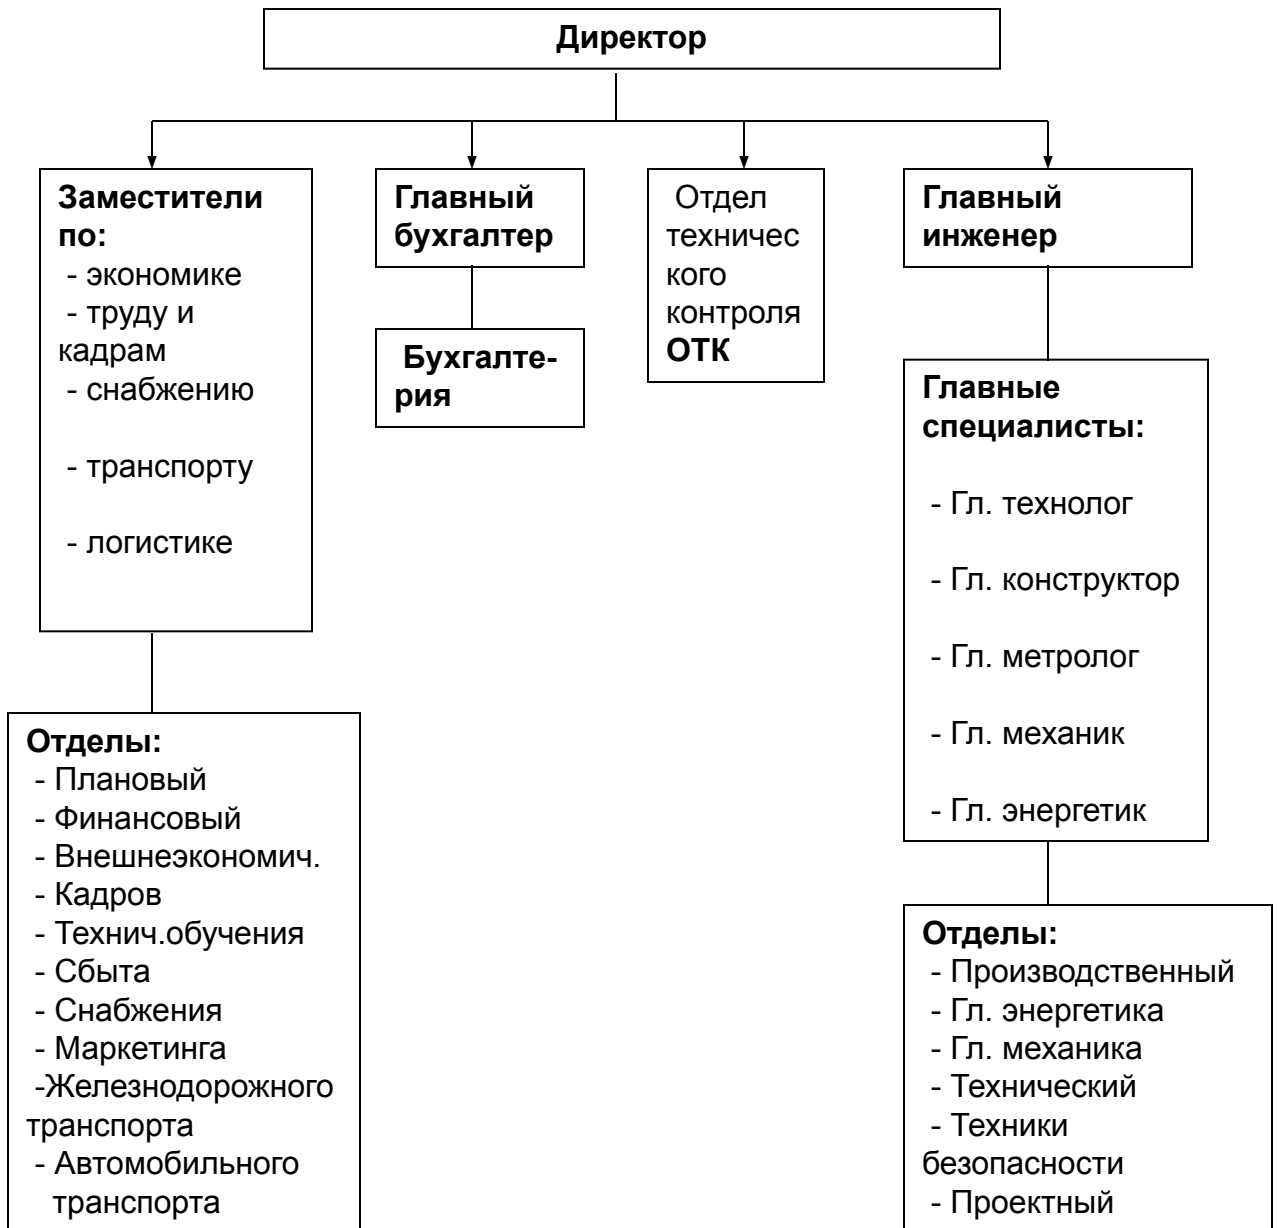 Директор
Заместители
по:
- экономике
- труду и
кадрам
- снабжению
- транспорту
- логистике
Главный
бухгалтер
Бухгалте-
рия
Отдел
техничес
кого
контроля
ОТК
Главный
инженер
Главные
специалисты:
- Гл. технолог
- Гл. конструктор
- Гл. метролог
- Гл. механик
- Гл. энергетик
Отделы:
- Плановый
- Финансовый
- Внешнеэкономич.
- Кадров
- Технич.обучения
- Сбыта
- Снабжения
- Маркетинга
-Железнодорожного
транспорта
- Автомобильного
транспорта
Отделы:
- Производственный
- Гл. энергетика
- Гл. механика
- Технический
- Техники
безопасности
- Проектный